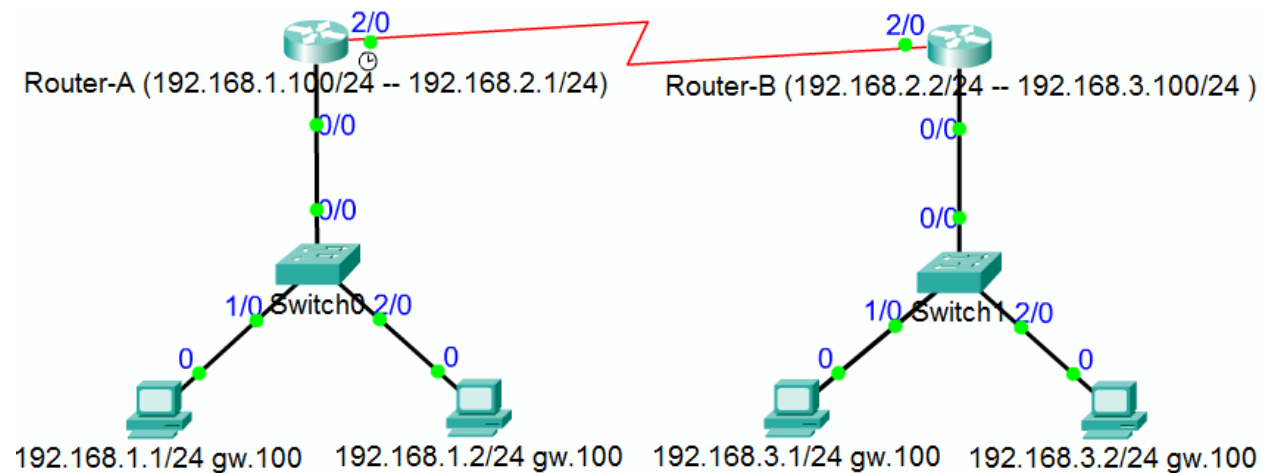 2/0
2/0
Router-A (192.168.1.100/24 -- 192.168.2.1/24)
Router-B (192.168.2.2/24 -- 192.168.3.100/24 )
0/0
0/0
0/0
0/0
Switch0
Switch1
1/0
2/0
1/0
2/0
0
0
0
0
192.168.1.1/24 gw.100
192.168.1.2/24 gw.100
192.168.3.1/24 gw.100
192.168.3.2/24 gw.100